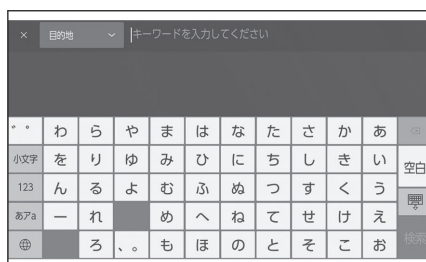 × 目的地 キーワードを入力してください
゛゜ わ ら や ま は な た さ か あ
小文字 を り ゆ み ひ に ち し き い 空白
123 ん る よ む ふ ぬ つ す く う
あアa ー れ め へ ね て せ け え
ろ 、。 も ほ の と そ こ お 検索